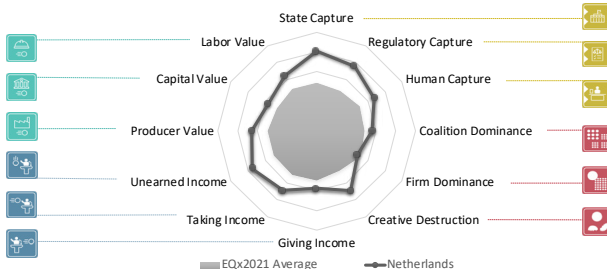 State Capture
Labor Value
Regulatory Capture
Capital Value
Human Capture
Producer Value
Coalition Dominance
Unearned Income
Firm Dominance
Taking Income
Creative Destruction
Giving Income
EQx2021 Average
Netherlands